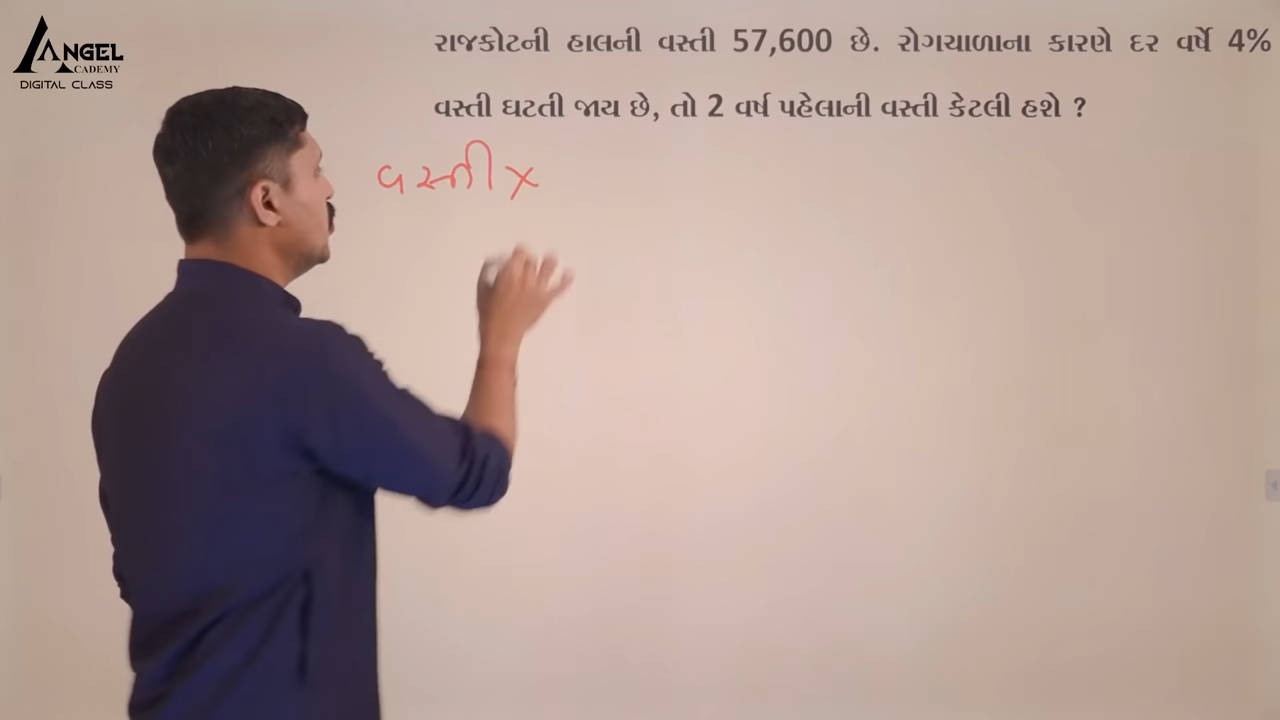 ANGEL
ACADEMY
DIGITAL CLASS
રાજકોટની હાલની વસ્તી 57,600 છે. રોગચાળાના કારણે દર વર્ષે 4%
વસ્તી ઘટતી જાય છે, તો 2 વર્ષ પહેલાની વસ્તી કેટલી હશે ?
વસ્તી ×